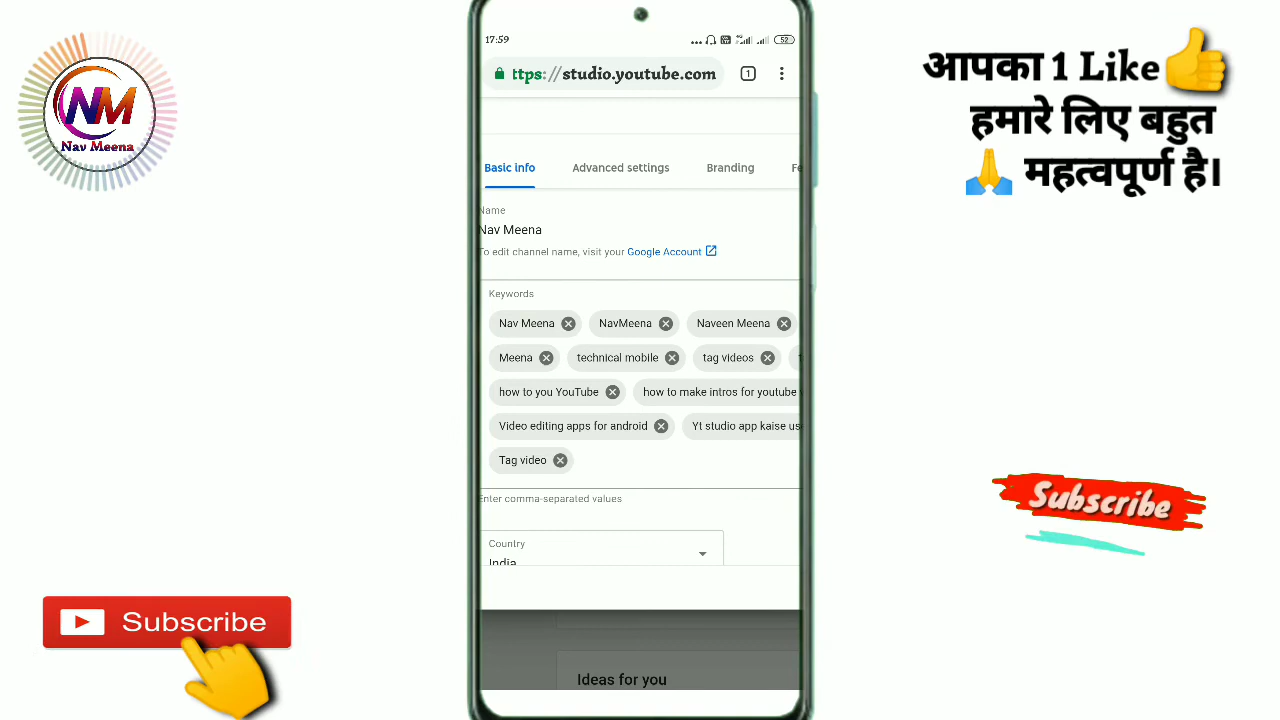 NM
Nav Meena
17:59
52
ttps://studio.youtube.com
1
Basic info
Advanced settings
Branding
Fe
Name
Nav Meena
To edit channel name, visit your Google Account
Keywords
Nav Meena
NavMeena
Naveen Meena
Meena
technical mobile
tag videos
how to you YouTube
how to make intros for youtube
Video editing apps for android
Yt studio app kaise us
Tag video
Enter comma-separated values
Country
India
Ideas for you
आपका 1 Like
हमारे लिए बहुत
महत्वपूर्ण है।
Subscribe
Subscribe